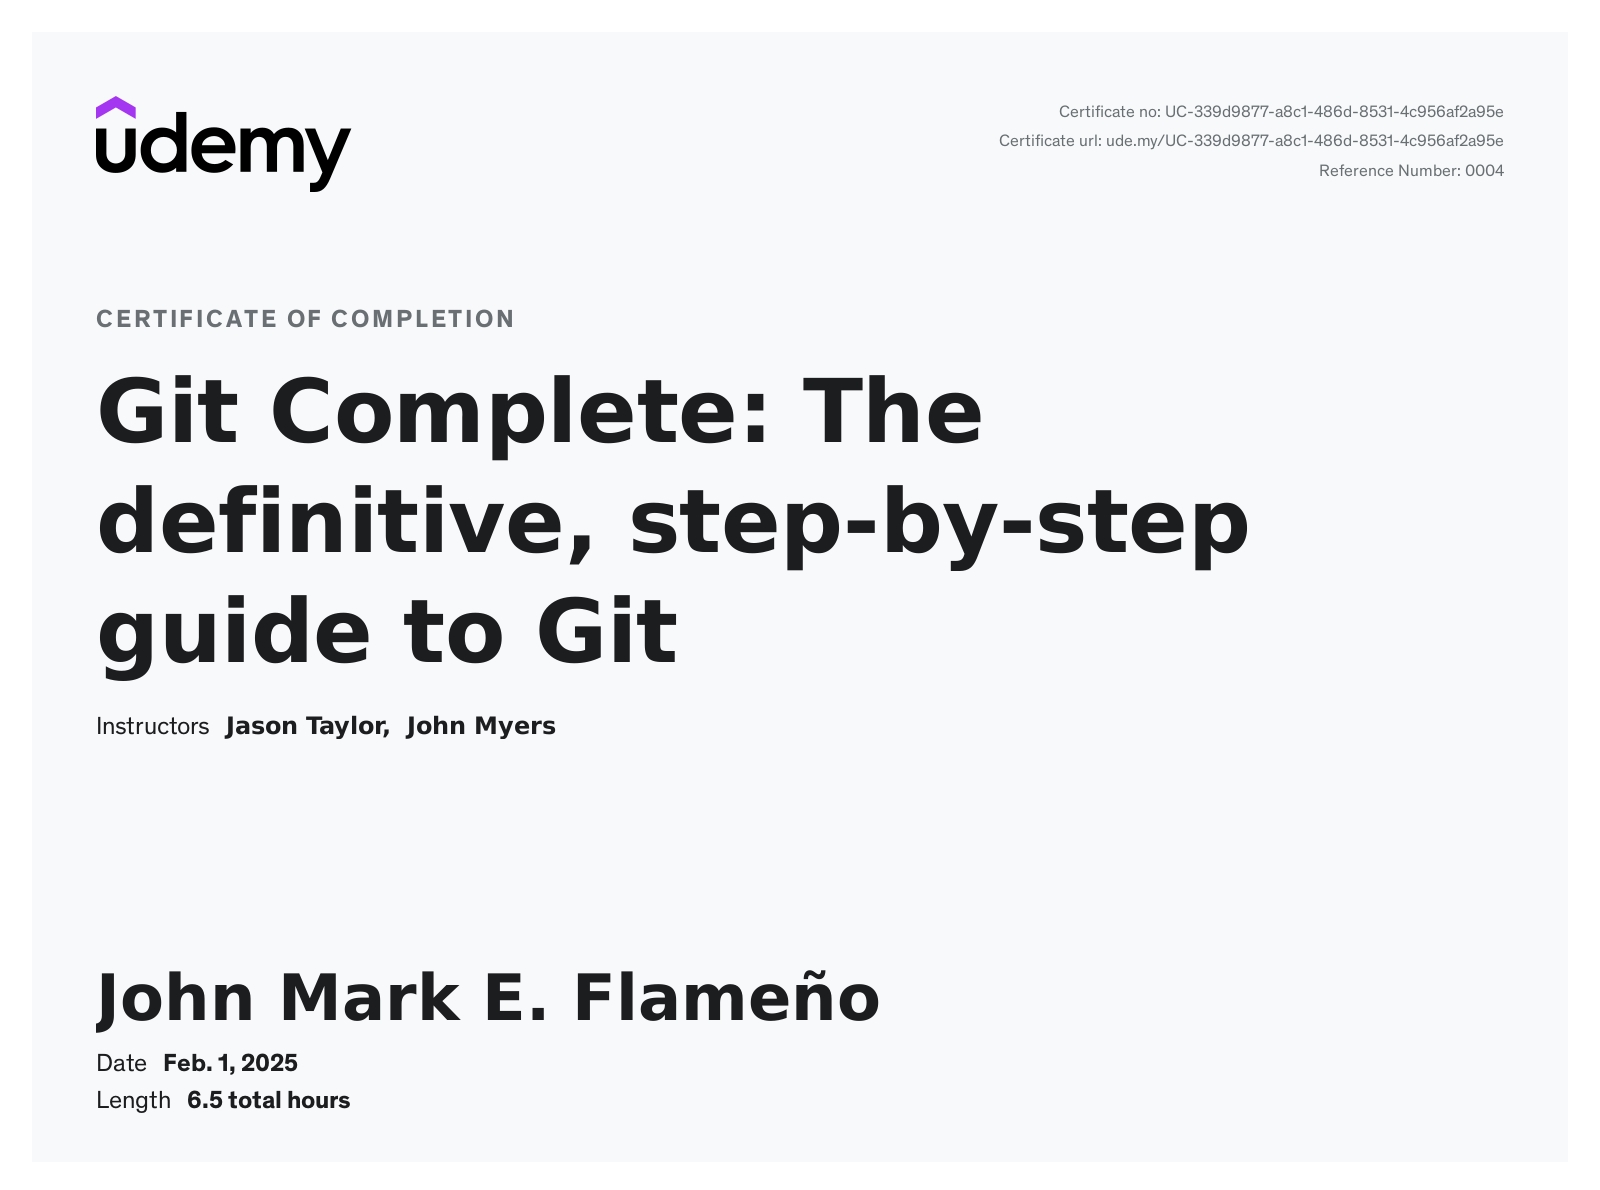 udemy
Certificate no: UC-339d9877-a8c1-486d-8531-4c956af2a95e
Certificate url: ude.my/UC-339d9877-a8c1-486d-8531-4c956af2a95e
Reference Number: 0004
CERTIFICATE OF COMPLETION
Git Complete: The
definitive, step-by-step
guide to Git
Instructors Jason Taylor, John Myers
John Mark E. Flameño
Date Feb. 1, 2025
Length 6.5 total hours